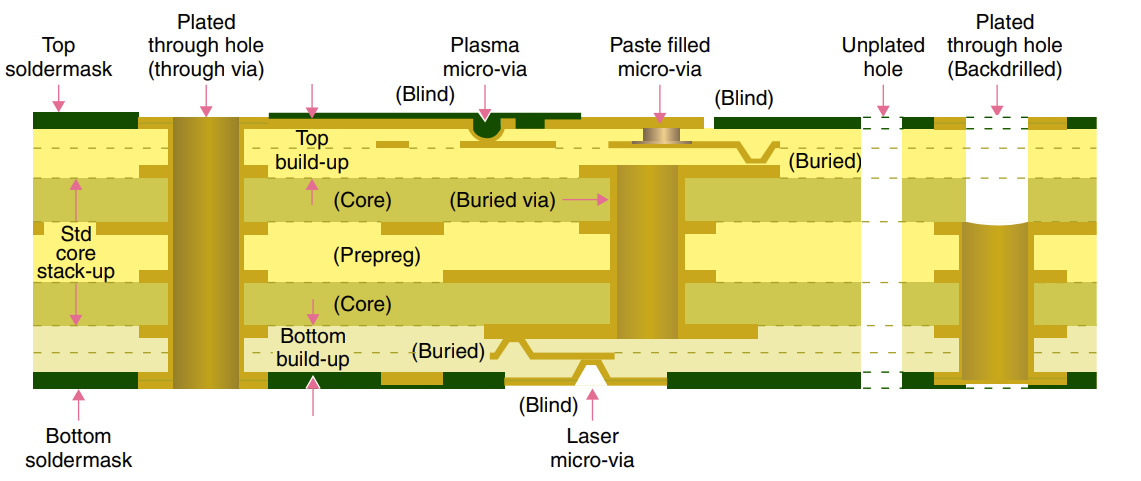 Top
soldermask
Plated
through hole
(through via)
Plasma
micro-via
Paste filled
micro-via
Unplated
hole
Plated
through hole
(Backdrilled)
(Blind)
(Blind)
Top
build-up
(Buried)
(Core)
(Buried via)
Std
core
stack-up
(Prepreg)
(Core)
Bottom
build-up
(Buried)
(Blind)
Bottom
soldermask
Laser
micro-via